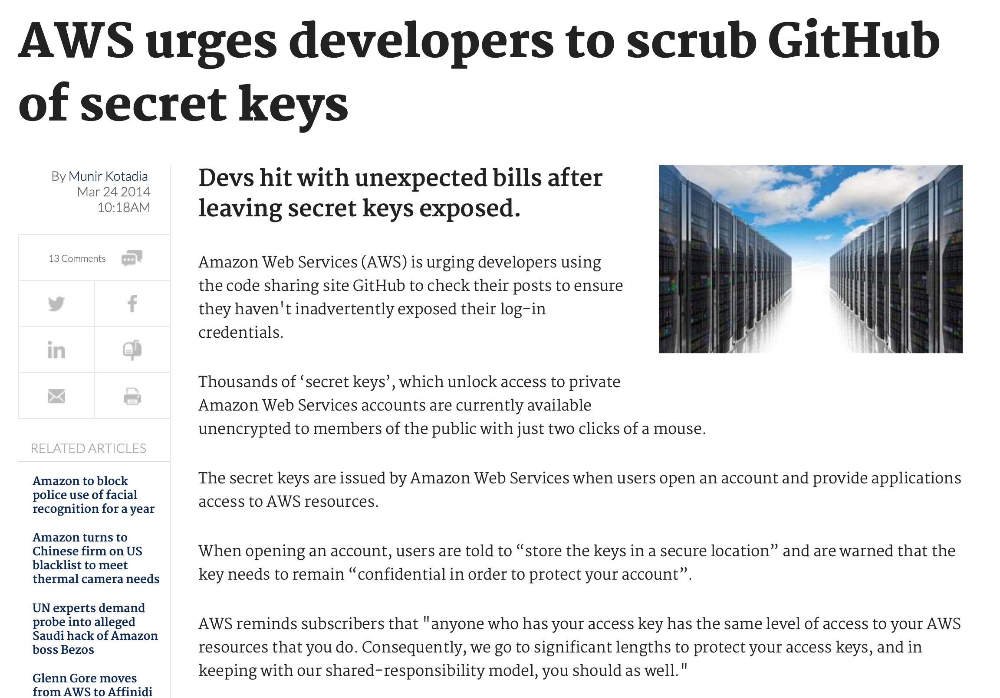 AWS urges developers to scrub GitHub
of secret keys
By Munir Kotadia
Mar 24 2014
10:18AM
13 Comments
RELATED ARTICLES
Amazon to block
police use of facial
recognition for a year
Amazon turns to
Chinese firm on US
blacklist to meet
thermal camera needs
UN experts demand
probe into alleged
Saudi hack of Amazon
boss Bezos
Glenn Gore moves
from AWS to Affinidi
Devs hit with unexpected bills after
leaving secret keys exposed.
Amazon Web Services (AWS) is urging developers using
the code sharing site GitHub to check their posts to ensure
they haven't inadvertently exposed their log-in
credentials.
Thousands of ‘secret keys’, which unlock access to private
Amazon Web Services accounts are currently available
unencrypted to members of the public with just two clicks of a mouse.
The secret keys are issued by Amazon Web Services when users open an account and provide applications
access to AWS resources.
When opening an account, users are told to “store the keys in a secure location” and are warned that the
key needs to remain “confidential in order to protect your account”.
AWS reminds subscribers that "anyone who has your access key has the same level of access to your AWS
resources that you do. Consequently, we go to significant lengths to protect your access keys, and in
keeping with our shared-responsibility model, you should as well."